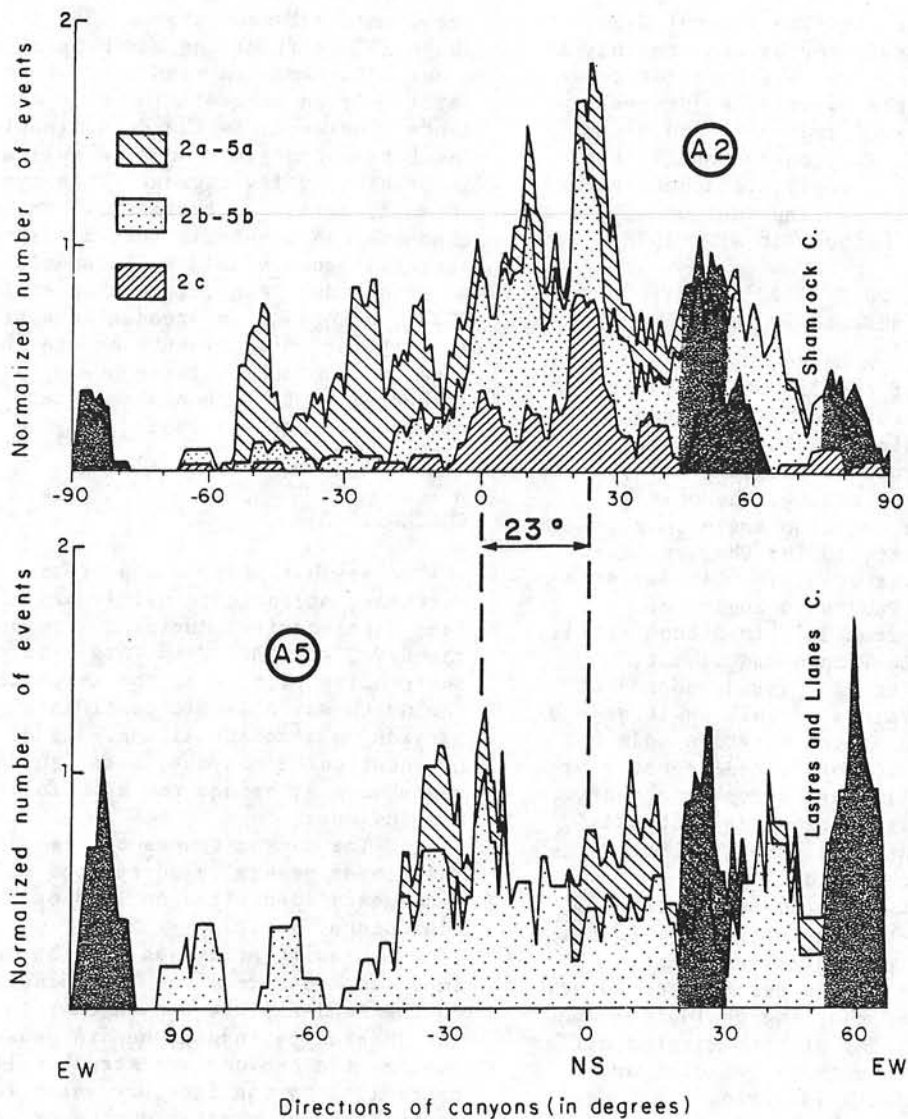 2
Normalized number of events
2a-5a
2b-5b
2c
A2
1
Shamrock C.
-90
-60
-30
0
30
60
90
23°
2
Normalized number of events
A5
1
Lastres and Llanes C.
90
-60
-30
NS
30
60
EW
EW
Directions of canyons (in degrees)